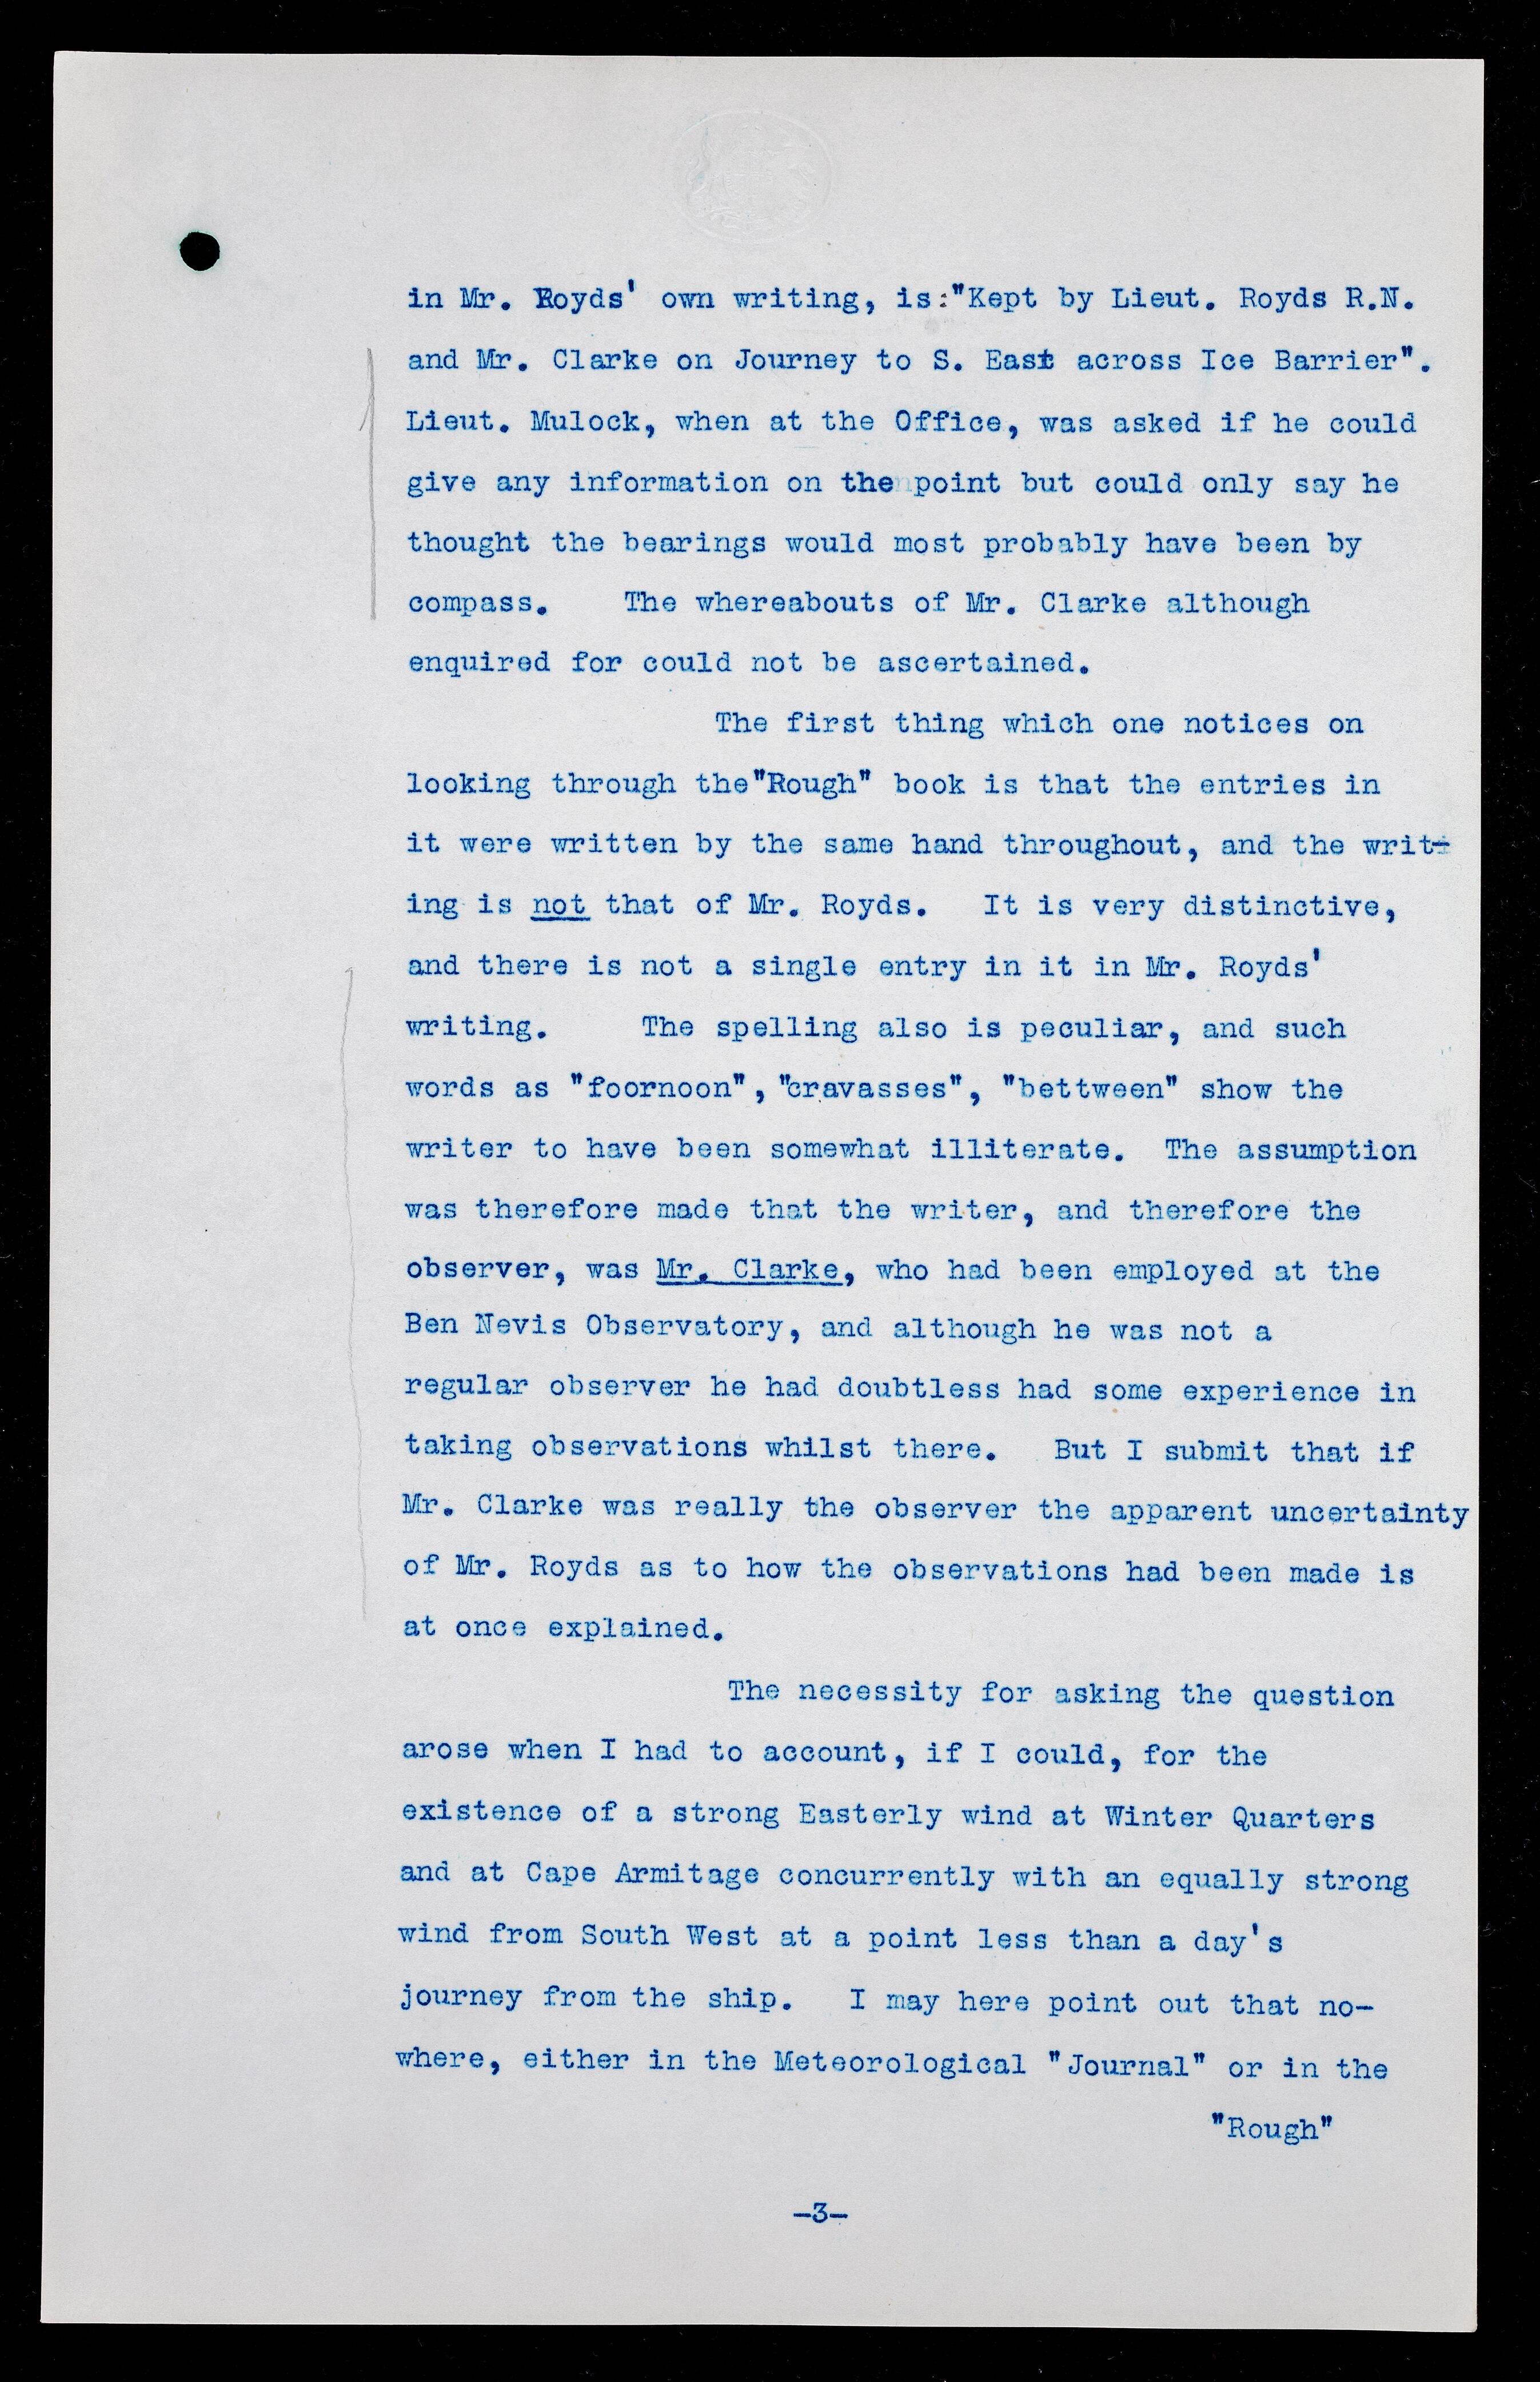 in Mr. Royds' own writing, is:"Kept by Lieut. Royds R.N.
and Mr. Clarke on Journey to S. East across Ice Barrier".
Lieut. Mulock, when at the Office, was asked if he could
give any information on the point but could only say he
thought the bearings would most probably have been by
compass. The whereabouts of Mr. Clarke although
enquired for could not be ascertained.
The first thing which one notices on
looking through the"Rough" book is that the entries in
it were written by the same hand throughout, and the writ-
ing is not that of Mr. Royds. It is very distinctive,
and there is not a single entry in it in Mr. Royds'
writing. The spelling also is peculiar, and such
words as "foornoon", "cravasses", "bettween" show the
writer to have been somewhat illiterate. The assumption
was therefore made that the writer, and therefore the
observer, was Mr. Clarke, who had been employed at the
Ben Nevis Observatory, and although he was not a
regular observer he had doubtless had some experience in
taking observations whilst there. But I submit that if
Mr. Clarke was really the observer the apparent uncertainty
of Mr. Royds as to how the observations had been made is
at once explained.
The necessity for asking the question
arose when I had to account, if I could, for the
existence of a strong Easterly wind at Winter Quarters
and at Cape Armitage concurrently with an equally strong
wind from South West at a point less than a day's
journey from the ship. I may here point out that no-
where, either in the Meteorological "Journal" or in the
"Rough"
-3-